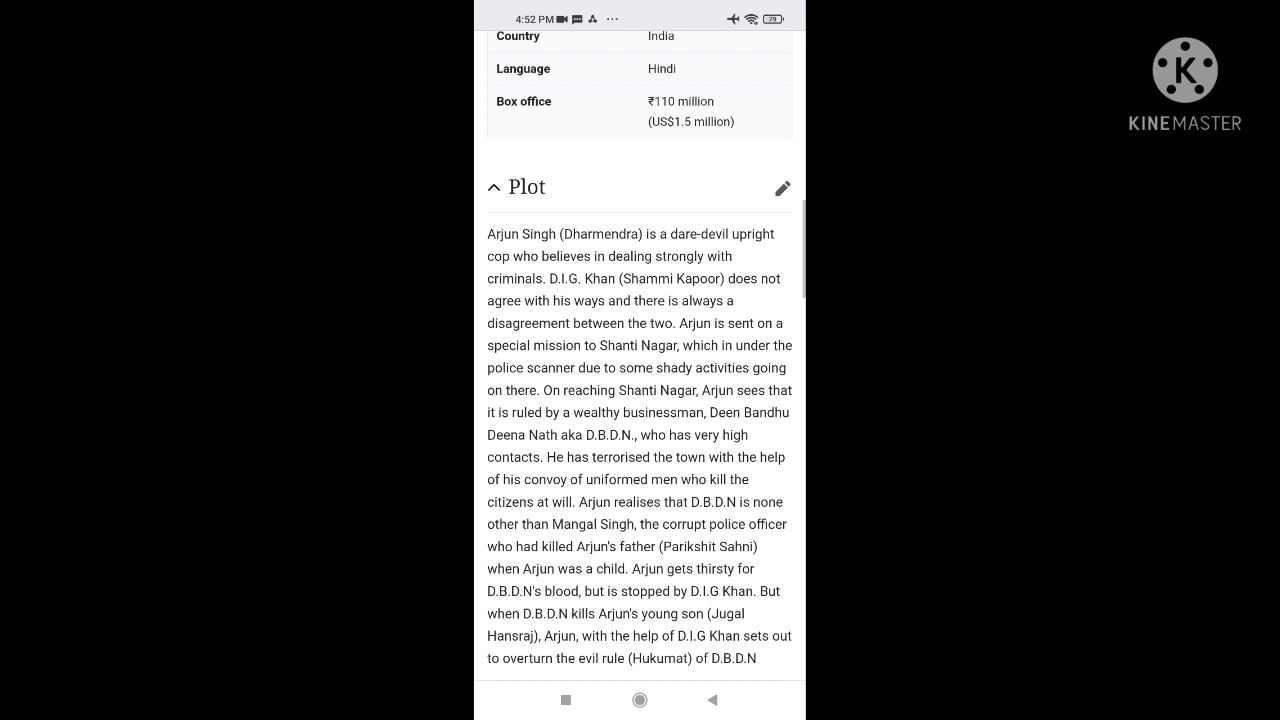 4:52 PM
79
Country India
Language Hindi
Box office ₹110 million
(US$1.5 million)
Plot
Arjun Singh (Dharmendra) is a dare-devil upright
cop who believes in dealing strongly with
criminals. D.I.G. Khan (Shammi Kapoor) does not
agree with his ways and there is always a
disagreement between the two. Arjun is sent on a
special mission to Shanti Nagar, which in under the
police scanner due to some shady activities going
on there. On reaching Shanti Nagar, Arjun sees that
it is ruled by a wealthy businessman, Deen Bandhu
Deena Nath aka D.B.D.N., who has very high
contacts. He has terrorised the town with the help
of his convoy of uniformed men who kill the
citizens at will. Arjun realises that D.B.D.N is none
other than Mangal Singh, the corrupt police officer
who had killed Arjun's father (Parikshit Sahni)
when Arjun was a child. Arjun gets thirsty for
D.B.D.N's blood, but is stopped by D.I.G Khan. But
when D.B.D.N kills Arjun's young son (Jugal
Hansraj), Arjun, with the help of D.I.G Khan sets out
to overturn the evil rule (Hukumat) of D.B.D.N
K
KINEMASTER